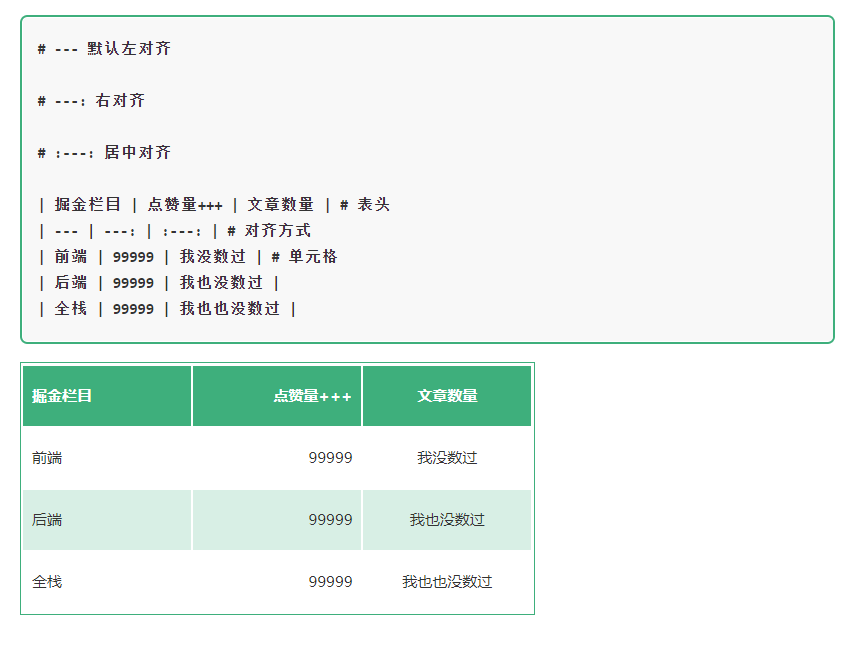 # --- 默认左对齐
# ---: 右对齐
# :---: 居中对齐
| 掘金栏目 | 点赞量+++ | 文章数量 | # 表头
| --- | ---: | :---: | # 对齐方式
| 前端 | 99999 | 我没数过 | # 单元格
| 后端 | 99999 | 我也没数过 |
| 全栈 | 99999 | 我也也没数过 |
掘金栏目 点赞量+++ 文章数量
前端 99999 我没数过
后端 99999 我也没数过
全栈 99999 我也也没数过